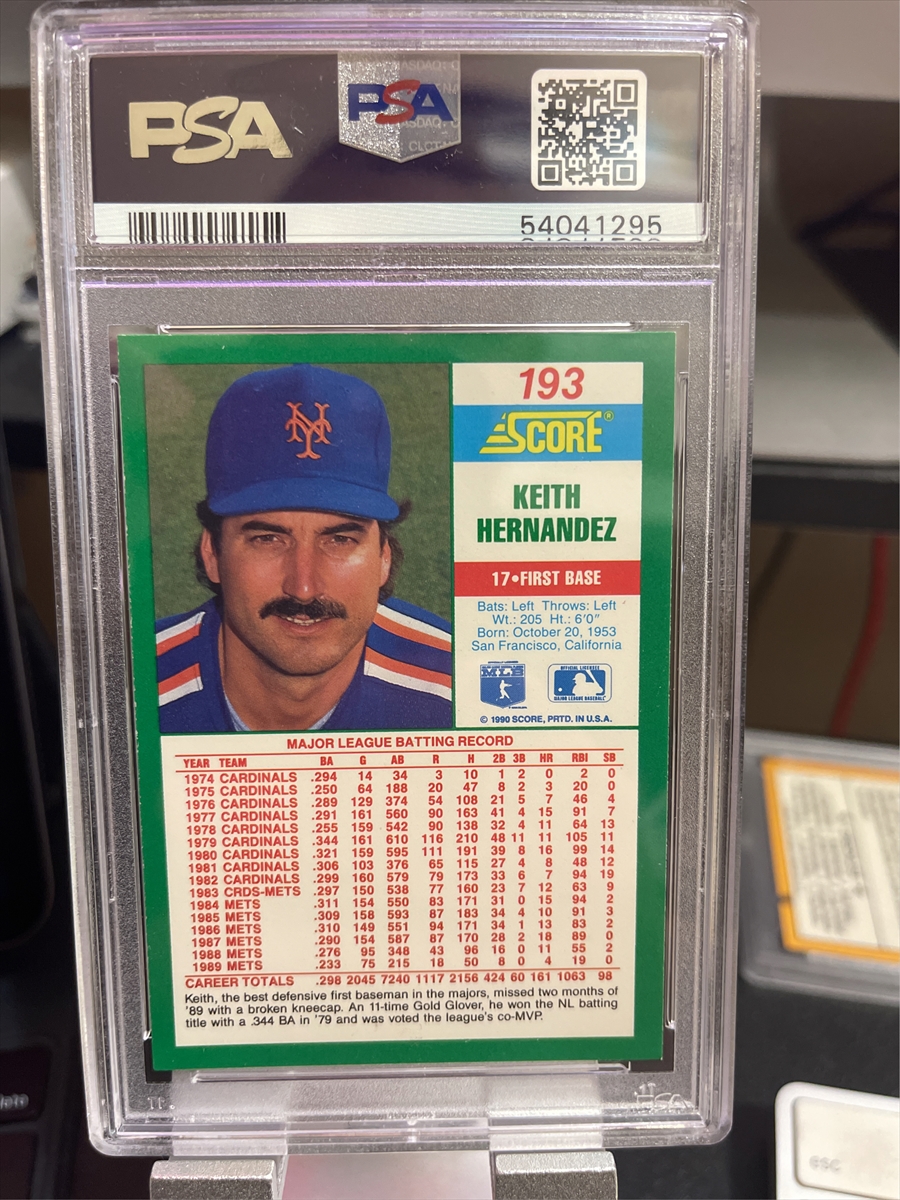 PSA
ASDAQ: C
PSA
ASDAQ: C
: CLCT
54041295
193
SCORE®
KEITH
HERNANDEZ
17•FIRST BASE
Bats: Left Throws: Left
Wt.: 205 Ht.: 6'0"
Born: October 20, 1953
San Francisco, California
MLB
OFFICIAL LICENSEE
MAJOR LEAGUE BASEBALL
© 1990 SCORE, PRTD. IN U.S.A.
MAJOR LEAGUE BATTING RECORD
YEAR TEAM BA G AB R H 2B 3B HR RBI SB
1974 CARDINALS .294 14 34 3 10 1 2 0 2 0
1975 CARDINALS .250 64 188 20 47 8 2 3 20 0
1976 CARDINALS .289 129 374 54 108 21 5 7 46 4
1977 CARDINALS .291 161 560 90 163 41 4 15 91 7
1978 CARDINALS .255 159 542 90 138 32 4 11 64 13
1979 CARDINALS .344 161 610 116 210 48 11 11 105 11
1980 CARDINALS .321 159 595 111 191 39 8 16 99 14
1981 CARDINALS .306 103 376 65 115 27 4 8 48 12
1982 CARDINALS .299 160 579 79 173 33 6 7 94 19
1983 CRDS-METS .297 150 538 77 160 23 7 12 63 9
1984 METS .311 154 550 83 171 31 0 15 94 2
1985 METS .309 158 593 87 183 34 4 10 91 3
1986 METS .310 149 551 94 171 34 1 13 83 2
1987 METS .290 154 587 87 170 28 2 18 89 0
1988 METS .276 95 348 43 96 16 0 11 55 2
1989 METS .233 75 215 18 50 8 0 4 19 0
CAREER TOTALS .298 2045 7240 1117 2156 424 60 161 1063 98
Keith, the best defensive first baseman in the majors, missed two months of
'89 with a broken kneecap. An 11-time Gold Glover, he won the NL batting
title with a .344 BA in '79 and was voted the league's co-MVP.
esc